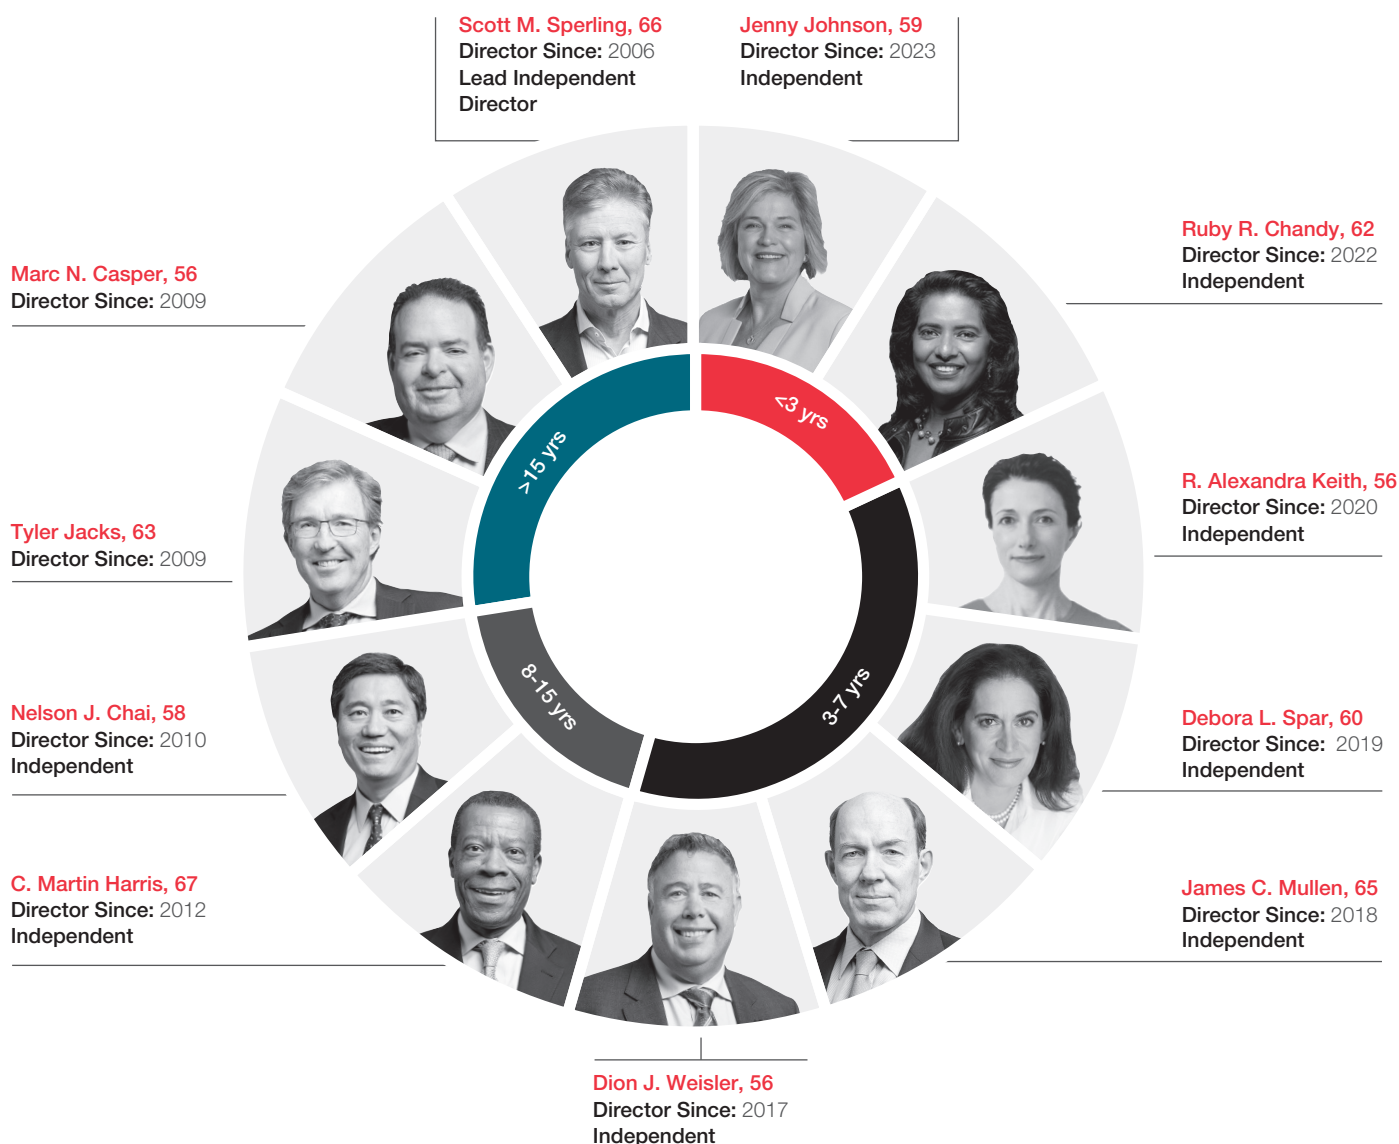 Scott M. Sperling, 66
Director Since: 2006
Lead Independent
Director
Jenny Johnson, 59
Director Since: 2023
Independent
Ruby R. Chandy, 62
Director Since: 2022
Independent
Marc N. Casper, 56
Director Since: 2009
<3 yrs
>15 yrs
R. Alexandra Keith, 56
Director Since: 2020
Independent
Tyler Jacks, 63
Director Since: 2009
8-15 yrs
3-7 yrs
Nelson J. Chai, 58
Director Since: 2010
Independent
Debora L. Spar, 60
Director Since: 2019
Independent
C. Martin Harris, 67
Director Since: 2012
Independent
James C. Mullen, 65
Director Since: 2018
Independent
Dion J. Weisler, 56
Director Since: 2017
Independent